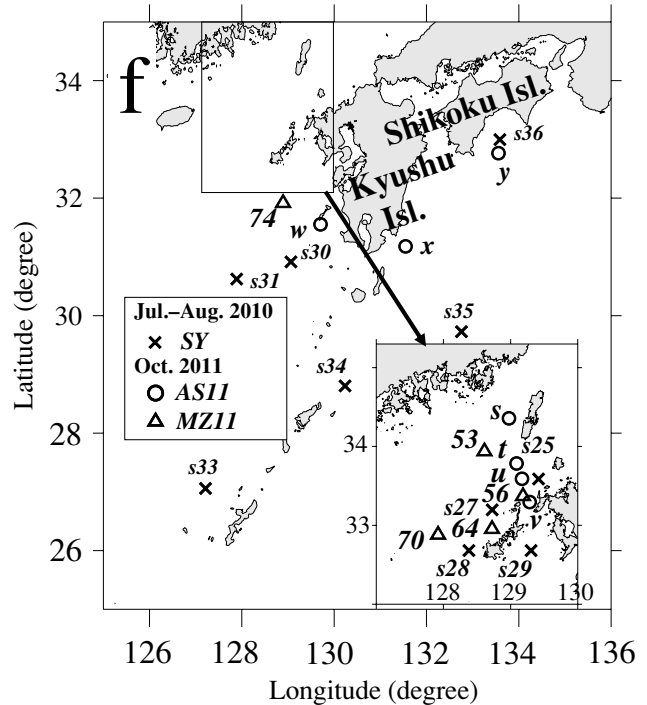 f
34
32
30
28
26
Latitude (degree)
126
128
130
132
134
136
Longitude (degree)
Shikoku Isl.
Kyushu
Isl.
s36
y
74
w
x
s30
s31
s35
s34
s33
Jul.–Aug. 2010
SY
Oct. 2011
AS11
MZ11
s
53
t
s25
u
56
s27
v
70
64
s28
s29
34
33
128
129
130